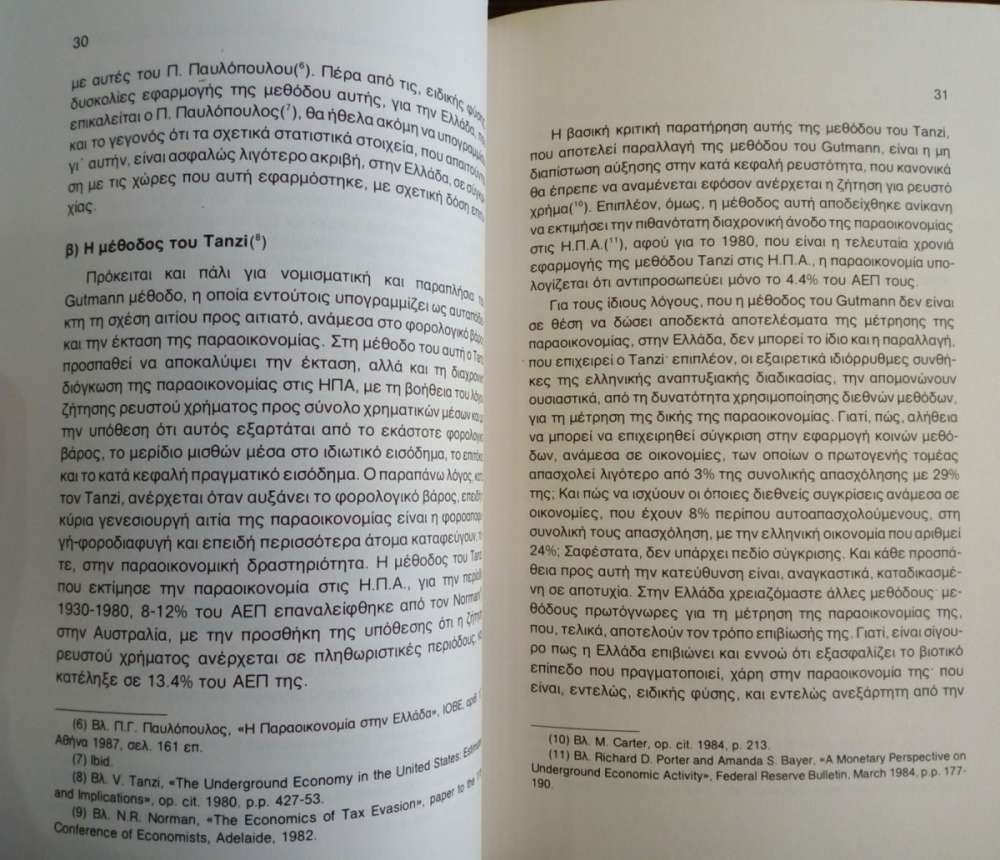 30
με αυτές του Π. Παυλόπουλου(⁶). Πέρα από τις, ειδικής φύσης
δυσκολίες εφαρμογής της μεθόδου αυτής, για την Ελλάδα,
επικαλείται ο Π. Παυλόπουλος(⁷), θα ήθελα ακόμη να υπογραμμίσω
και το γεγονός ότι τα σχετικά στατιστικά στοιχεία, που απαιτούνται
γι' αυτήν, είναι ασφαλώς λιγότερο ακριβή, στην Ελλάδα, σε σύγκρι-
ση με τις χώρες που αυτή εφαρμόστηκε, με σχετική δόση επιτυ-
χίας.
β) Η μέθοδος του Tanzi(⁸)
Πρόκειται και πάλι για νομισματική και παραπλήσια
Gutmann μέθοδο, η οποία εντούτοις υπογραμμίζει ως αυταπόδει-
κτη τη σχέση αιτίου προς αιτιατό, ανάμεσα στο φορολογικό βάρος
και την έκταση της παραοικονομίας. Στη μέθοδο του αυτή ο Tanzi
προσπαθεί να αποκαλύψει την έκταση, αλλά και τη διαχρονική
διόγκωση της παραοικονομίας στις ΗΠΑ, με τη βοήθεια του λόγου
ζήτησης ρευστού χρήματος προς σύνολο χρηματικών μέσων και
την υπόθεση ότι αυτός εξαρτάται από το εκάστοτε φορολογικό
βάρος, το μερίδιο μισθών μέσα στο ιδιωτικό εισόδημα, το επιτόκιο
και το κατά κεφαλή πραγματικό εισόδημα. Ο παραπάνω λόγος,
τον Tanzi, ανέρχεται όταν αυξάνει το φορολογικό βάρος, επειδή
κύρια γενεσιουργή αιτία της παραοικονομίας είναι η φοροαποφυ-
γή-φοροδιαφυγή και επειδή περισσότερα άτομα καταφεύγουν,
τε, στην παραοικονομική δραστηριότητα. Η μέθοδος του Tanzi
που εκτίμησε την παραοικονομία στις Η.Π.Α., για την περίοδο
1930-1980, 8-12% του ΑΕΠ επαναλείφθηκε από τον Norman
στην Αυστραλία, με την προσθήκη της υπόθεσης ότι η ζήτηση
ρευστού χρήματος ανέρχεται σε πληθωριστικές περιόδους,
κατέληξε σε 13.4% του ΑΕΠ της.
(6) Βλ. Π.Γ. Παυλόπουλος, «Η Παραοικονομία στην Ελλάδα», ΙΟΒΕ,
Αθήνα 1987, σελ. 161 επ.
(7) Ibid.
(8) Βλ. V. Tanzi, «The Underground Economy in the United States:
and Implications», op. cit. 1980, p.p. 427-53.
(9) Βλ. N.R. Norman, «The Economics of Tax Evasion», paper to the
Conference of Economists, Adelaide, 1982.
31
Η βασική κριτική παρατήρηση αυτής της μεθόδου του Tanzi,
που αποτελεί παραλλαγή της μεθόδου του Gutmann, είναι η μη
διαπίστωση αύξησης στην κατά κεφαλή ρευστότητα, που κανονικά
θα έπρεπε να αναμένεται εφόσον ανέρχεται η ζήτηση για ρευστό
χρήμα(¹⁰). Επιπλέον, όμως, η μέθοδος αυτή αποδείχθηκε ανίκανη
να εκτιμήσει την πιθανότατη διαχρονική άνοδο της παραοικονομίας
στις Η.Π.Α.(¹¹), αφού για το 1980, που είναι η τελευταία χρονιά
εφαρμογής της μεθόδου Tanzi στις Η.Π.Α., η παραοικονομία υπο-
λογίζεται ότι αντιπροσωπεύει μόνο το 4.4% του ΑΕΠ τους.
Για τους ίδιους λόγους, που η μέθοδος του Gutmann δεν είναι
σε θέση να δώσει αποδεκτά αποτελέσματα της μέτρησης της
παραοικονομίας, στην Ελλάδα, δεν μπορεί το ίδιο και η παραλλαγή,
που επιχειρεί ο Tanzi· επιπλέον, οι εξαιρετικά ιδιόρρυθμες συνθή-
κες της ελληνικής αναπτυξιακής διαδικασίας, την απομονώνουν
ουσιαστικά, από τη δυνατότητα χρησιμοποίησης διεθνών μεθόδων,
για τη μέτρηση της δικής της παραοικονομίας. Γιατί, πώς, αλήθεια
να μπορεί να επιχειρηθεί σύγκριση στην εφαρμογή κοινών μεθό-
δων, ανάμεσα σε οικονομίες, των οποίων ο πρωτογενής τομέας
απασχολεί λιγότερο από 3% της συνολικής απασχόλησης με 29%
της; Και πώς να ισχύουν οι όποιες διεθνείς συγκρίσεις ανάμεσα σε
οικονομίες, που έχουν 8% περίπου αυτοαπασχολούμενους, στη
συνολική τους απασχόληση, με την ελληνική οικονομία που αριθμεί
24%; Σαφέστατα, δεν υπάρχει πεδίο σύγκρισης. Και κάθε προσπά-
θεια προς αυτή την κατεύθυνση είναι, αναγκαστικά, καταδικασμέ-
νη σε αποτυχία. Στην Ελλάδα χρειαζόμαστε άλλες μεθόδους· με-
θόδους πρωτόγνωρες για τη μέτρηση της παραοικονομίας της,
που, τελικά, αποτελούν τον τρόπο επιβίωσής της. Γιατί, είναι σίγου-
ρο πως η Ελλάδα επιβιώνει και εννοώ ότι εξασφαλίζει το βιοτικό
επίπεδο που πραγματοποιεί, χάρη στην παραοικονομία της· που
είναι, εντελώς, ειδικής φύσης, και εντελώς ανεξάρτητη από την
(10) Βλ. M. Carter, op. cit. 1984, p. 213.
(11) Βλ. Richard D. Porter and Amanda S. Bayer, «A Monetary Perspective on
Underground Economic Activity», Federal Reserve Bulletin, March 1984, p.p. 177-
190.